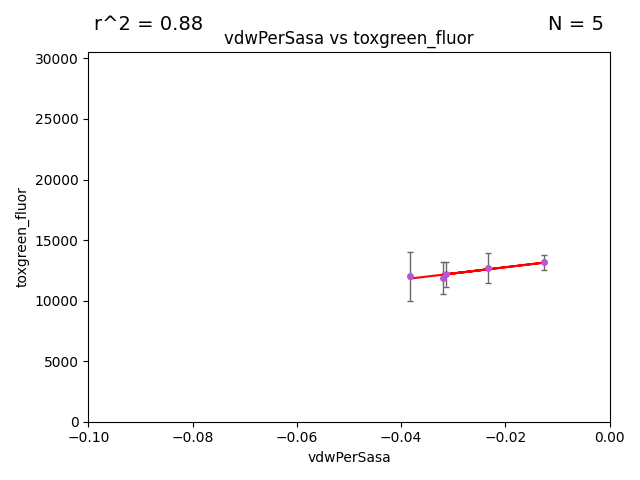 r^2 = 0.88 N = 5
vdwPerSasa vs toxgreen_fluor
30000
25000
20000
15000
10000
5000
0
toxgreen_fluor
−0.10 −0.08 −0.06 −0.04 −0.02 0.00
vdwPerSasa